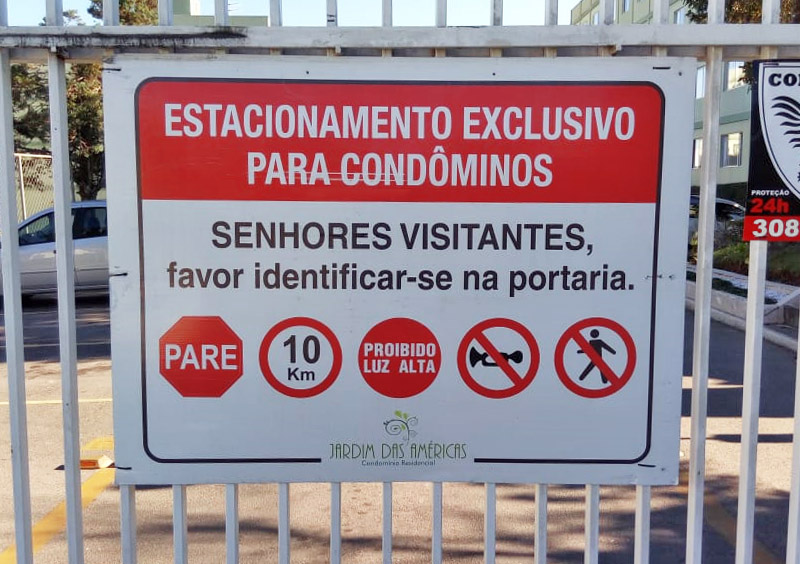 ESTACIONAMENTO EXCLUSIVO
PARA CONDÔMINOS
SENHORES VISITANTES,
favor identificar-se na portaria.
PARE
10
Km
PROIBIDO
LUZ ALTA
JARDIM DAS AMÉRICAS
Condomínio Residencial
PROTEÇÃO
24h
308